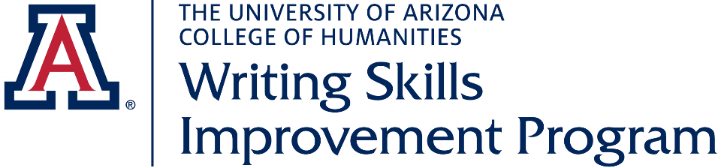 THE UNIVERSITY OF ARIZONA
COLLEGE OF HUMANITIES
A®
Writing Skills
Improvement Program